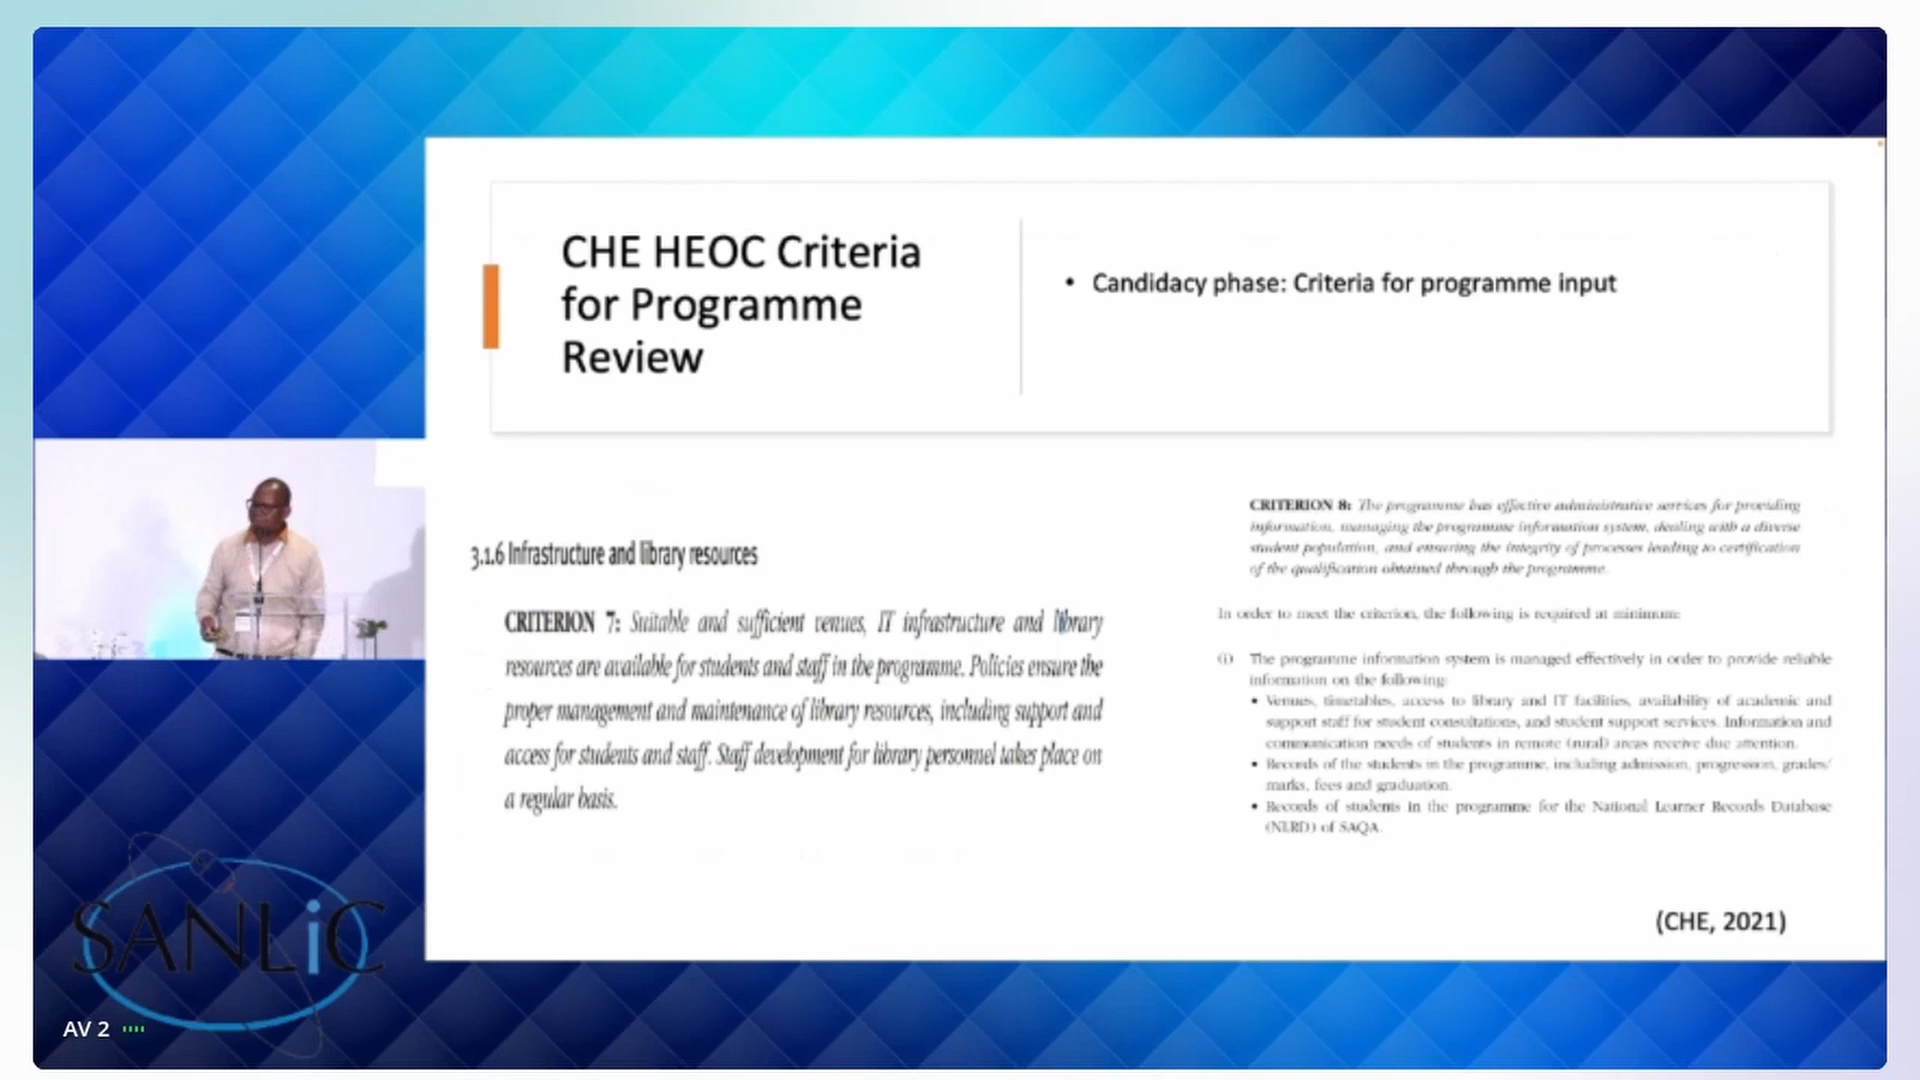 CHE HEOC Criteria
for Programme
Review
• Candidacy phase: Criteria for programme input
3.1.6 Infrastructure and library resources
CRITERION 7: Suitable and sufficient venues, IT infrastructure and library
resources are available for students and staff in the programme. Policies ensure the
proper management and maintenance of library resources, including support and
access for students and staff. Staff development for library personnel takes place on
a regular basis.
CRITERION 8: The programme has effective administrative services for providing
information, managing the programme information system, dealing with a diverse
student population, and ensuring the integrity of processes leading to certification
of the qualification obtained through the programme.
In order to meet the criterion, the following is required at minimum:
(i) The programme information system is managed effectively in order to provide reliable
information on the following:
• Venues, timetables, access to library and IT facilities, availability of academic and
support staff for student consultations, and student support services. Information and
communication needs of students in remote (rural) areas receive due attention.
• Records of the students in the programme, including admission, progression, grades/
marks, fees and graduation.
• Records of students in the programme for the National Learner Records Database
(NLRD) of SAQA.
(CHE, 2021)
SANLiC
AV 2